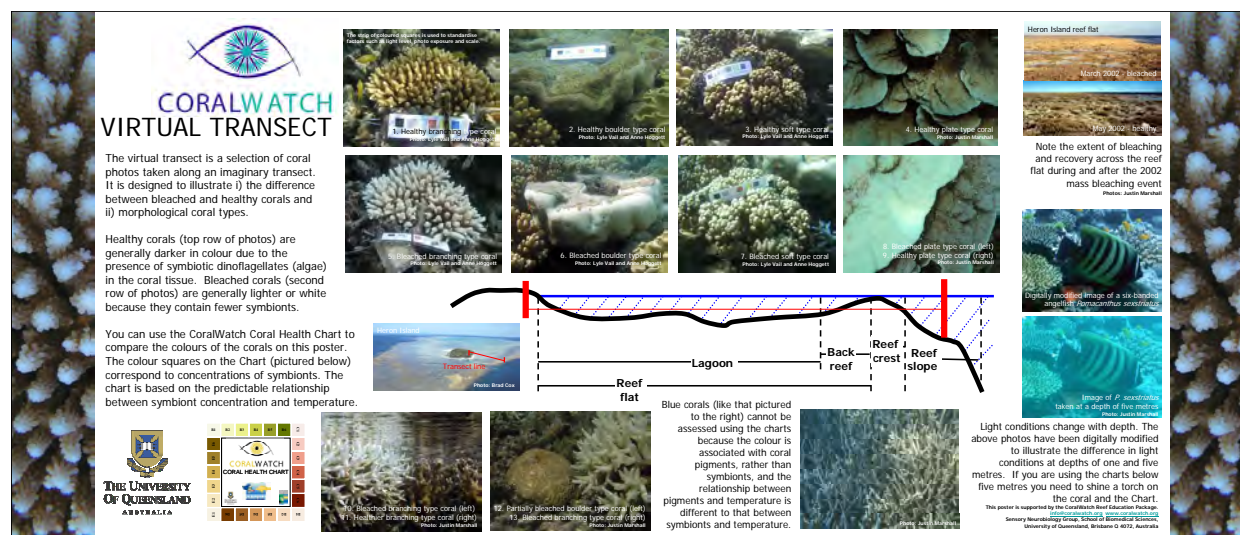 CORALWATCH
VIRTUAL TRANSECT
The virtual transect is a selection of coral
photos taken along an imaginary transect.
It is designed to illustrate i) the difference
between bleached and healthy corals and
ii) morphological coral types.
Healthy corals (top row of photos) are
generally darker in colour due to the
presence of symbiotic dinoflagellates (algae)
in the coral tissue.  Bleached corals (second
row of photos) are generally lighter or white
because they contain fewer symbionts.
You can use the CoralWatch Coral Health Chart to
compare the colours of the corals on this poster.
The colour squares on the Chart (pictured below)
correspond to concentrations of symbionts. The
chart is based on the predictable relationship
between symbiont concentration and temperature.
THE UNIVERSITY
OF QUEENSLAND
AUSTRALIA
CORALWATCH
CORAL HEALTH CHART
The strip of coloured squares is used to standardise
factors such as light level, photo exposure and scale.
1. Healthy branching type coral
Photo: Lyle Vail and Anne Hoggett
2. Healthy boulder type coral
Photo: Lyle Vail and Anne Hoggett
3. Healthy soft type coral
Photo: Lyle Vail and Anne Hoggett
4. Healthy plate type coral
Photo: Justin Marshall
5. Bleached branching type coral
Photo: Lyle Vail and Anne Hoggett
6. Bleached boulder type coral
Photo: Lyle Vail and Anne Hoggett
7. Bleached soft type coral
Photo: Lyle Vail and Anne Hoggett
8. Bleached plate type coral (left)
9. Healthy plate type coral (right)
Photo: Justin Marshall
Heron Island
Transect line
Photo: Brad Cox
Lagoon
Back
reef
Reef
crest
Reef
slope
Reef
flat
10. Bleached branching type coral (left)
11. Healthier branching type coral (right)
Photo: Justin Marshall
12. Partially bleached boulder type coral (left)
13. Bleached branching type coral (right)
Photo: Justin Marshall
Blue corals (like that pictured
to the right) cannot be
assessed using the charts
because the colour is
associated with coral
pigments, rather than
symbionts, and the
relationship between
pigments and temperature is
different to that between
symbionts and temperature.
Photo: Justin Marshall
Heron Island reef flat
March 2002 - bleached
May 2002 - healthy
Note the extent of bleaching
and recovery across the reef
flat during and after the 2002
mass bleaching event
Photos: Justin Marshall
Digitally modified image of a six-banded
angelfish Pomacanthus sexstriatus
Image of P. sexstriatus
taken at a depth of five metres
Photo: Justin Marshall
Light conditions change with depth. The
above photos have been digitally modified
to illustrate the difference in light
conditions at depths of one and five
metres.  If you are using the charts below
five metres you need to shine a torch on
the coral and the Chart.
This poster is supported by the CoralWatch Reef Education Package.
info@coralwatch.org www.coralwatch.org
Sensory Neurobiology Group, School of Biomedical Sciences,
University of Queensland, Brisbane Q 4072, Australia